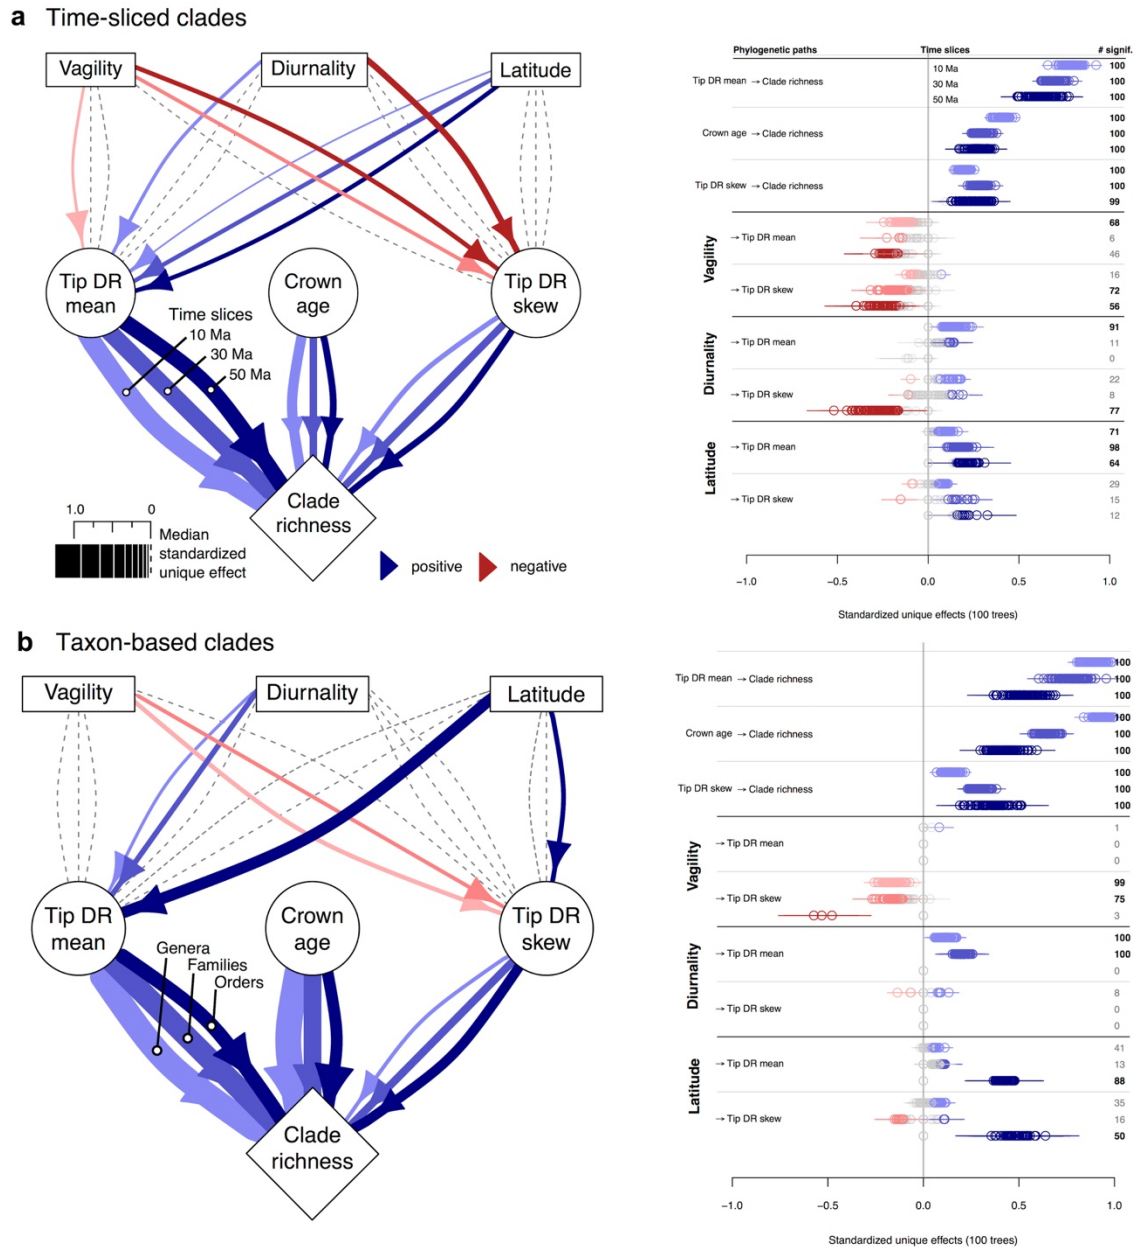 a Time-sliced clades
Vagility
Diurnality
Latitude
Tip DR
mean
Crown
age
Tip DR
skew
Time slices
10 Ma
30 Ma
50 Ma
Clade
richness
1.0 0
Median
standardized
unique effect
positive negative
Phylogenetic paths Time slices # signif.
10 Ma 100
Tip DR mean → Clade richness 30 Ma 100
50 Ma 100
100
Crown age → Clade richness 100
100
100
Tip DR skew → Clade richness 100
99
Vagility
68
→ Tip DR mean 6
46
16
→ Tip DR skew 72
56
Diurnality
91
→ Tip DR mean 11
0
22
→ Tip DR skew 8
77
Latitude
71
→ Tip DR mean 98
64
29
→ Tip DR skew 15
12
−1.0 −0.5 0.0 0.5 1.0
Standardized unique effects (100 trees)
b Taxon-based clades
Vagility
Diurnality
Latitude
Tip DR
mean
Crown
age
Tip DR
skew
Genera
Families
Orders
Clade
richness
100
Tip DR mean → Clade richness 100
100
100
Crown age → Clade richness 100
100
100
Tip DR skew → Clade richness 100
100
Vagility
1
→ Tip DR mean 0
0
99
→ Tip DR skew 75
3
Diurnality
100
→ Tip DR mean 100
0
8
→ Tip DR skew 0
0
Latitude
41
→ Tip DR mean 13
88
35
→ Tip DR skew 16
50
−1.0 −0.5 0.0 0.5 1.0
Standardized unique effects (100 trees)